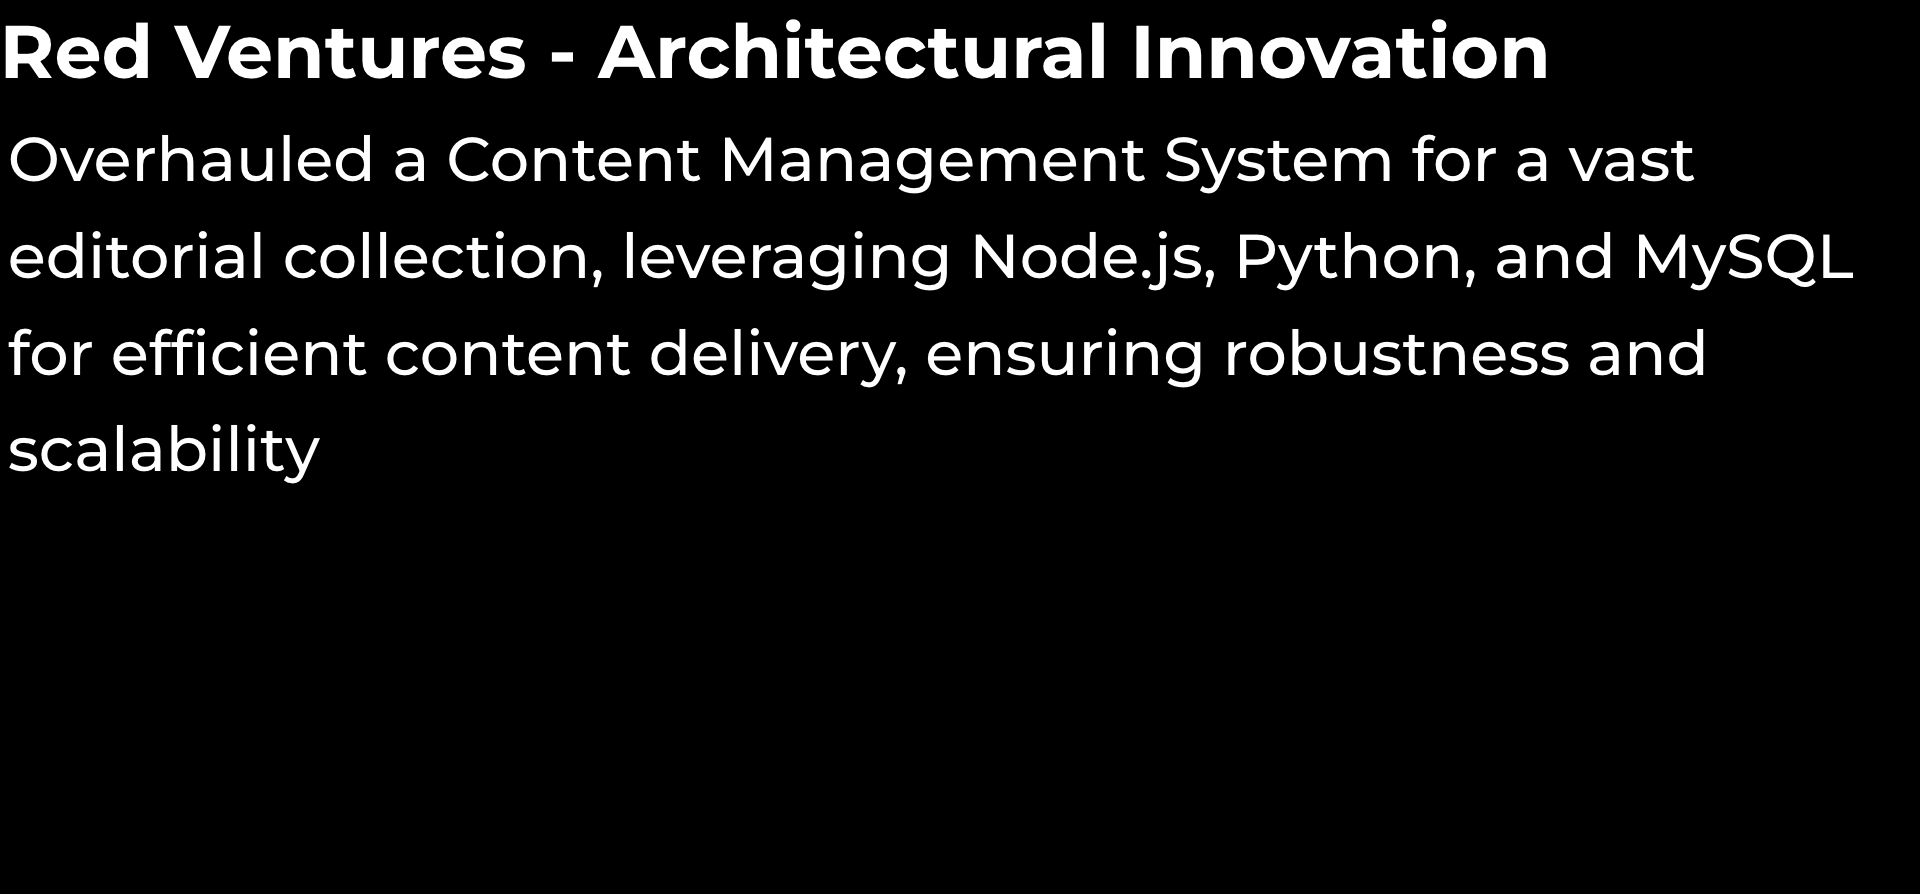 Red Ventures - Architectural Innovation
Overhauled a Content Management System for a vast
editorial collection, leveraging Node.js, Python, and MySQL
for efficient content delivery, ensuring robustness and
scalability